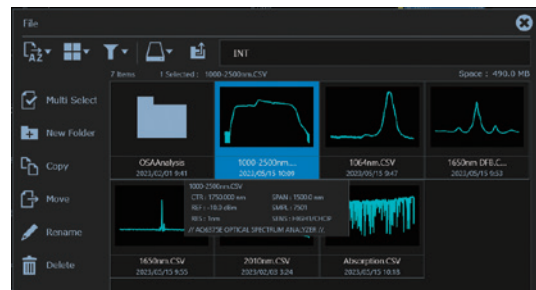 File
INT
7 Items 1 Selected : 1000-2500nm.CSV Space : 490.0 MB
Multi Select
New Folder
Copy
Move
Rename
Delete
OSAAnalysis
2023/02/01 9:41
1000-2500nm....
2023/05/15 10:09
1064nm.CSV
2023/05/15 9:47
1650nm DFB.C...
2023/05/15 9:53
1000-2500nm.CSV
CTR : 1750.000 nm SPAN : 1500.0 nm
REF : -10.0 dBm SMPL : 7501
RES : 1nm SENS : HIGH1/CHOP
// AQ6375E OPTICAL SPECTRUM ANALYZER //
1650nm.CSV
2023/05/15 9:55
2010nm.CSV
2023/02/03 3:24
Absorption.CSV
2023/05/15 10:18